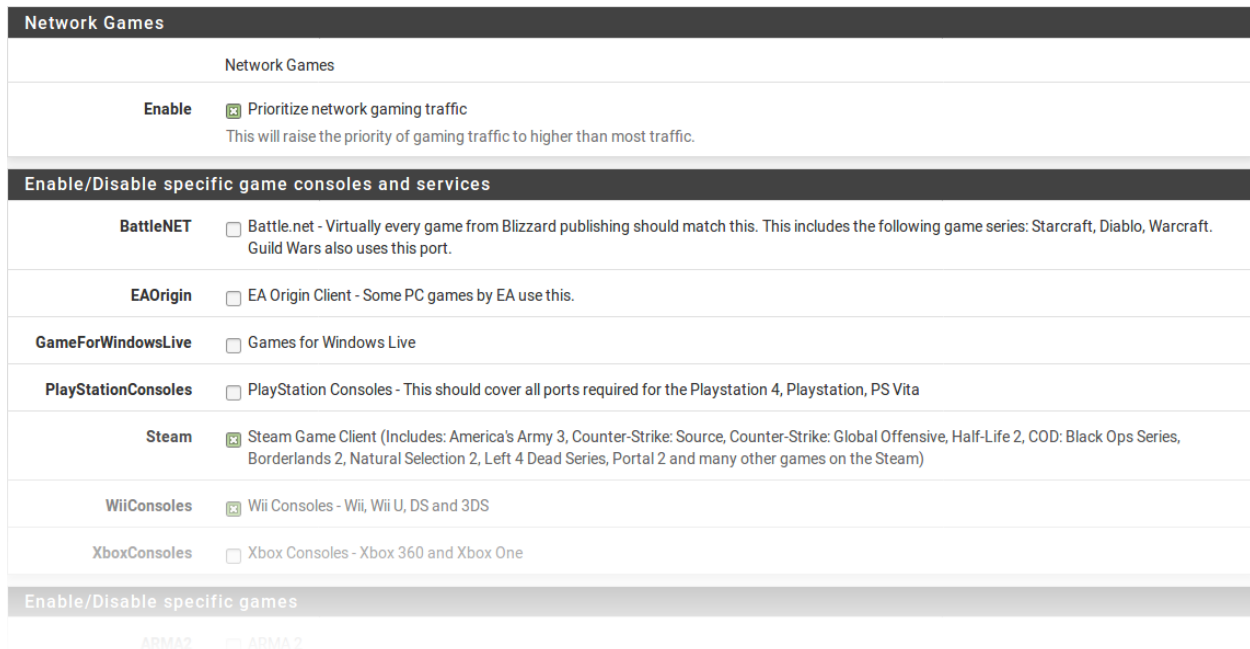 Network Games
Network Games
Enable Prioritize network gaming traffic
This will raise the priority of gaming traffic to higher than most traffic.
Enable/Disable specific game consoles and services
BattleNET Battle.net - Virtually every game from Blizzard publishing should match this. This includes the following game series: Starcraft, Diablo, Warcraft.
Guild Wars also uses this port.
EAOrigin EA Origin Client - Some PC games by EA use this.
GameForWindowsLive Games for Windows Live
PlayStationConsoles PlayStation Consoles - This should cover all ports required for the Playstation 4, Playstation, PS Vita
Steam Steam Game Client (Includes: America's Army 3, Counter-Strike: Source, Counter-Strike: Global Offensive, Half-Life 2, COD: Black Ops Series,
Borderlands 2, Natural Selection 2, Left 4 Dead Series, Portal 2 and many other games on the Steam)
WiiConsoles Wii Consoles - Wii, Wii U, DS and 3DS
XboxConsoles Xbox Consoles - Xbox 360 and Xbox One
Enable/Disable specific games
ARMA2 ARMA 2